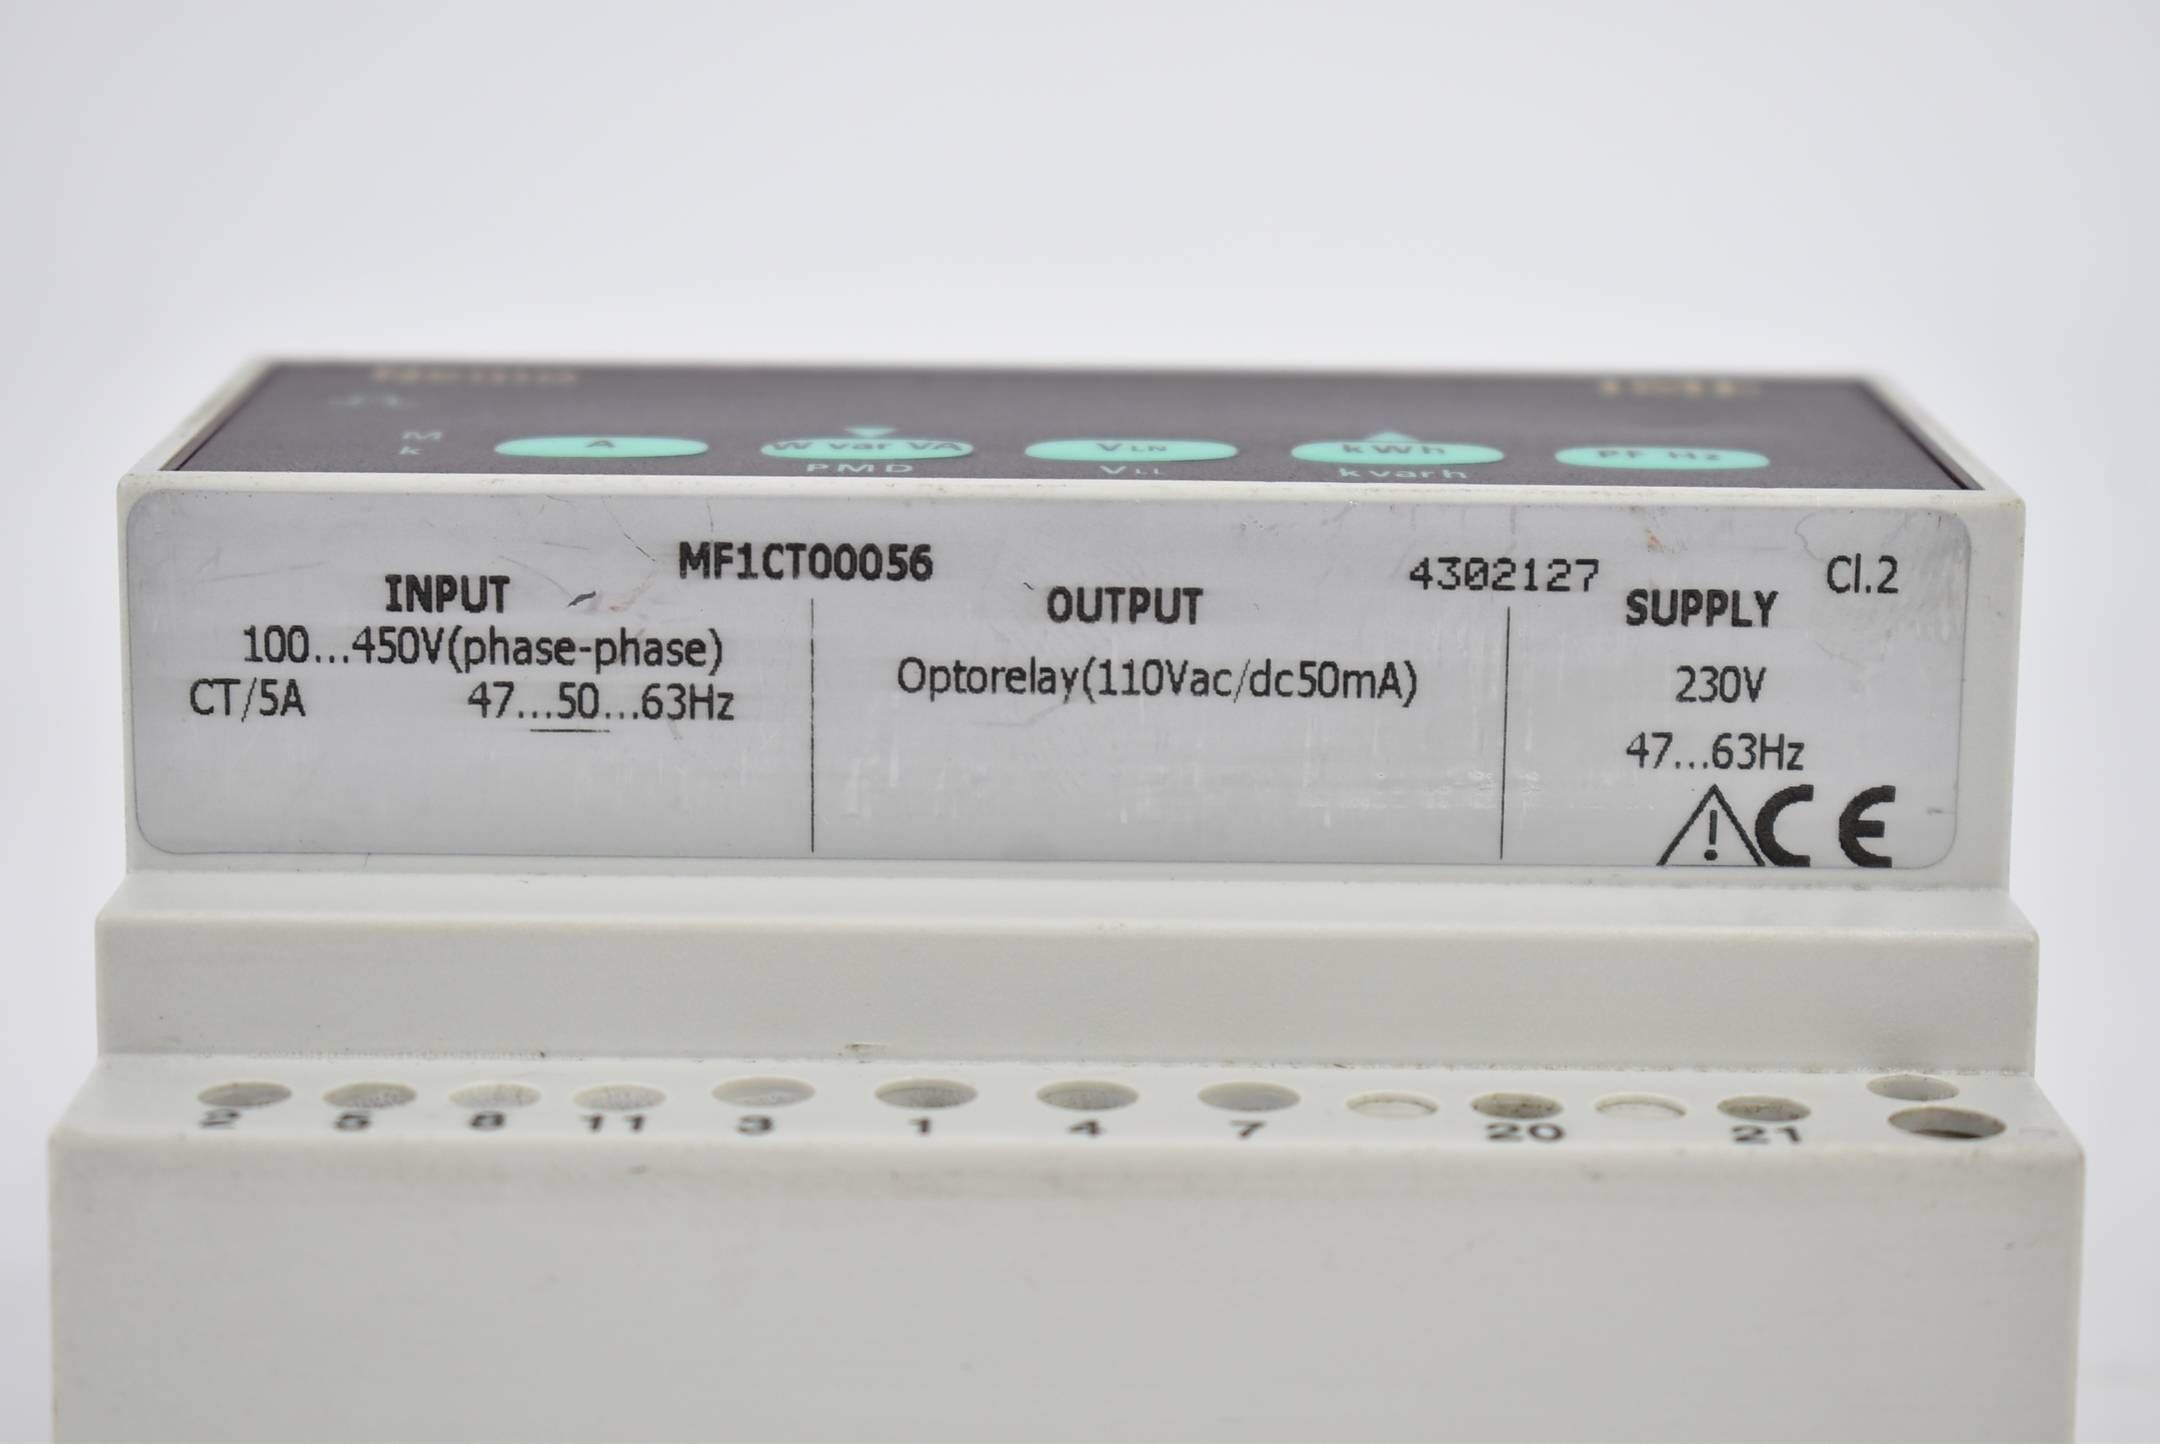 Nemo IME
M
k
A W var VA VLN kWh PF Hz
PMD VLL kvarh
MF1CT00056 4302127 Cl.2
INPUT
100...450V(phase-phase)
CT/5A 47...50...63Hz
OUTPUT
Optorelay(110Vac/dc50mA)
SUPPLY
230V
47...63Hz
CE
2 5 8 11 3 1 4 7 20 21